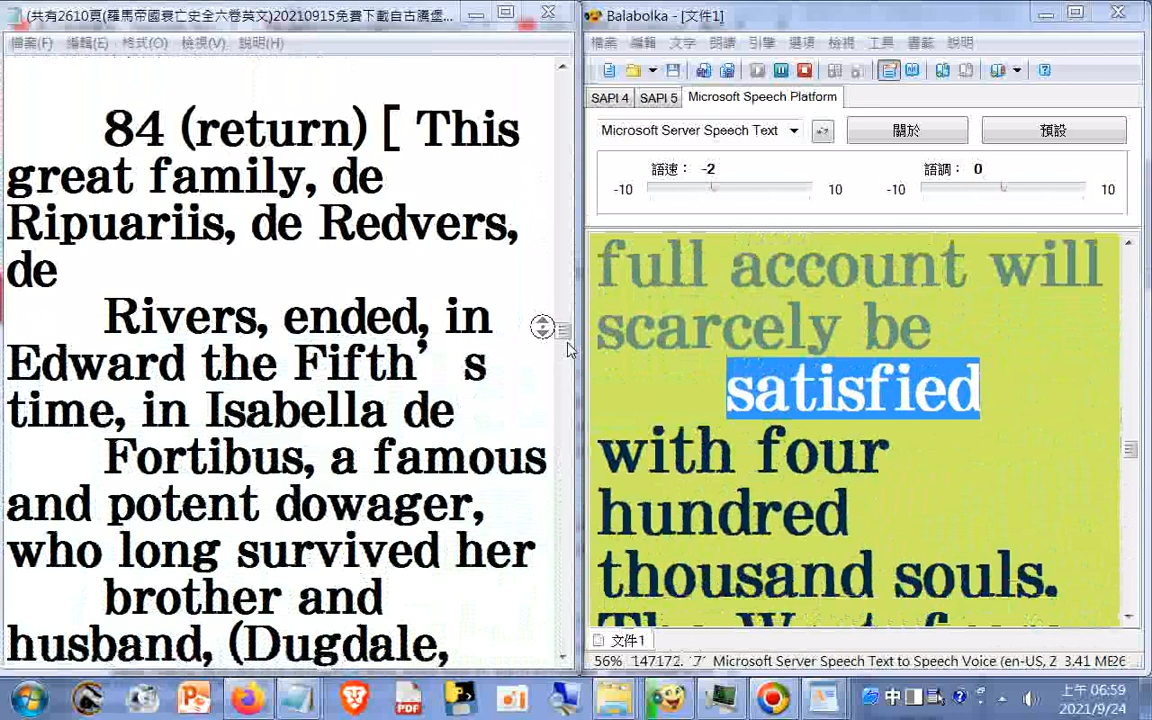 (共有2610頁(羅馬帝國衰亡史全六卷英文)20210915免費下載自古騰堡...
檔案(F) 編輯(E) 格式(O) 檢視(V) 說明(H)
84 (return) [ This
great family, de
Ripuariis, de Redvers,
de
Rivers, ended, in
Edward the Fifth’s
time, in Isabella de
Fortibus, a famous
and potent dowager,
who long survived her
brother and
husband, (Dugdale,
Balabolka - [文件1]
檔案 編輯 文字 朗讀 引擎 選項 檢視 工具 書籤 說明
SAPI 4 SAPI 5 Microsoft Speech Platform
Microsoft Server Speech Text 關於 預設
語速: -2 語調: 0
-10 10 -10 10
full account will
scarcely be
satisfied
with four
hundred
thousand souls.
文件1
56% Microsoft Server Speech Text to Speech Voice (en-US, Z
中 上午 06:59
2021/9/24